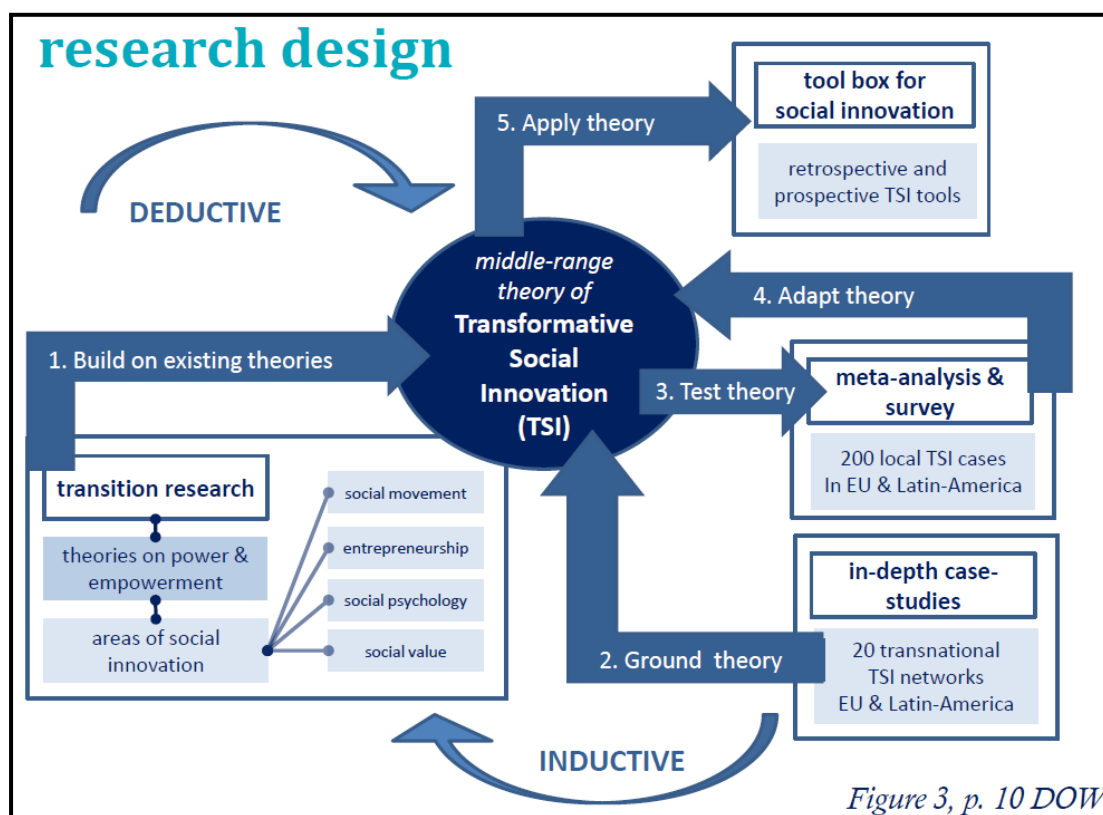 research design
DEDUCTIVE
5. Apply theory
tool box for
social innovation
retrospective and
prospective TSI tools
middle-range
theory of
Transformative
Social
Innovation
(TSI)
4. Adapt theory
1. Build on existing theories
3. Test theory
meta-analysis &
survey
200 local TSI cases
In EU & Latin-America
transition research
theories on power &
empowerment
areas of social
innovation
social movement
entrepreneurship
social psychology
social value
2. Ground theory
in-depth case-
studies
20 transnational
TSI networks
EU & Latin-America
INDUCTIVE
Figure 3, p. 10 DOW